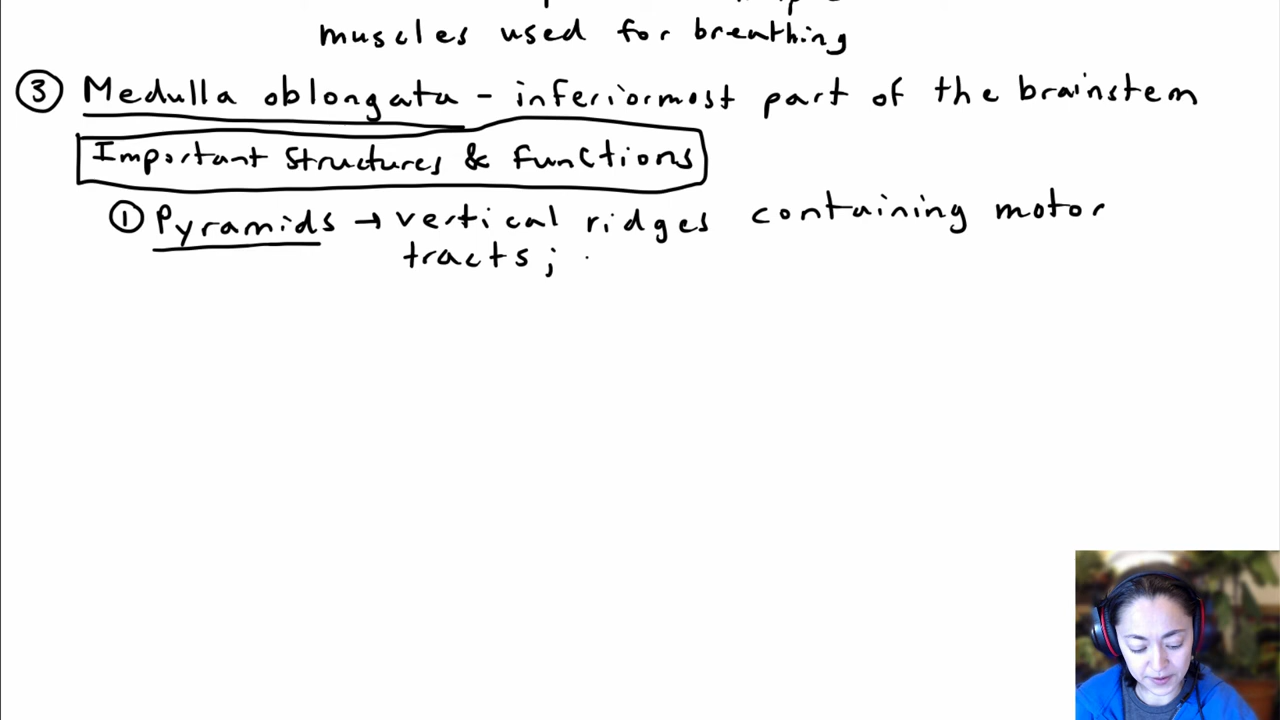 muscles used for breathing
③ Medulla oblongata - inferiormost part of the brainstem
Important Structures & Functions
① Pyramids → vertical ridges containing motor
tracts;